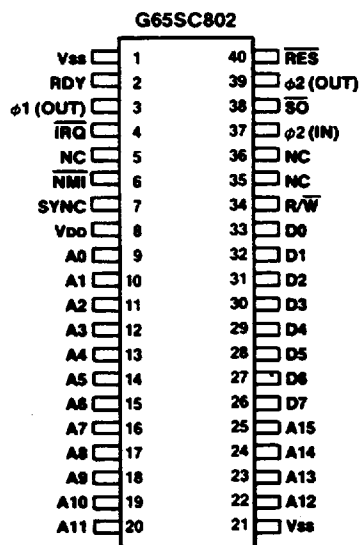 G65SC802
Vss 1 40 R̅E̅S̅
RDY 2 39 ϕ2 (OUT)
ϕ1 (OUT) 3 38 S̅O̅
I̅R̅Q̅ 4 37 ϕ2 (IN)
NC 5 36 NC
N̅M̅I̅ 6 35 NC
SYNC 7 34 R/W̅
VDD 8 33 D0
A0 9 32 D1
A1 10 31 D2
A2 11 30 D3
A3 12 29 D4
A4 13 28 D5
A5 14 27 D6
A6 15 26 D7
A7 16 25 A15
A8 17 24 A14
A9 18 23 A13
A10 19 22 A12
A11 20 21 Vss